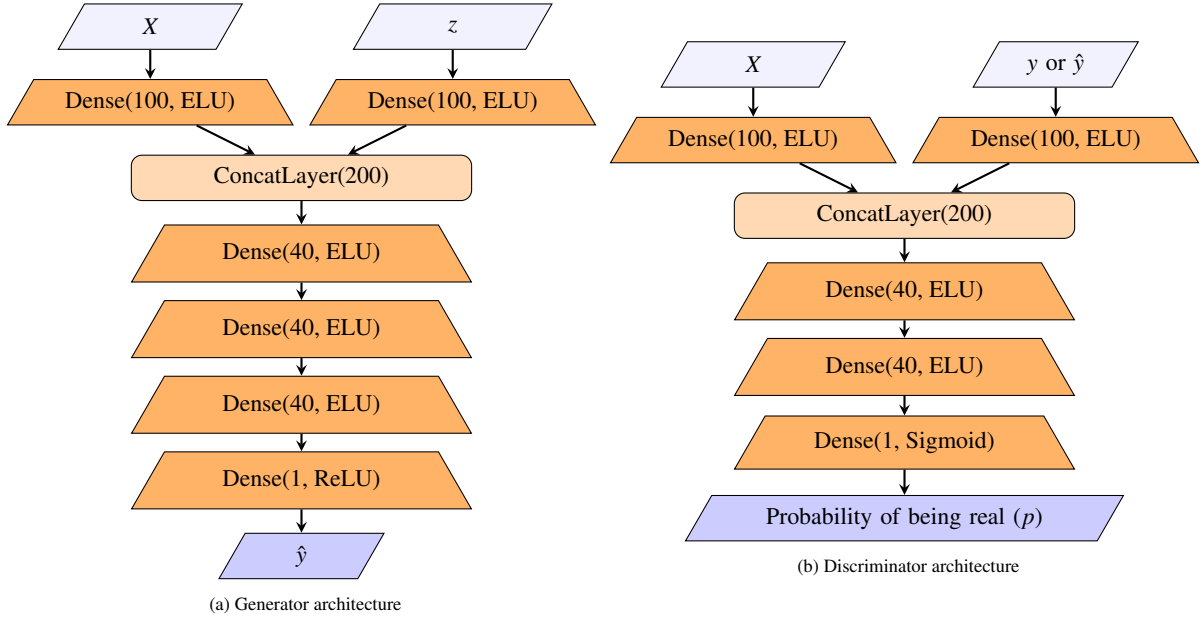 X
z
Dense(100, ELU)
Dense(100, ELU)
ConcatLayer(200)
Dense(40, ELU)
Dense(40, ELU)
Dense(40, ELU)
Dense(1, ReLU)
ŷ
(a) Generator architecture
X
y or ŷ
Dense(100, ELU)
Dense(100, ELU)
ConcatLayer(200)
Dense(40, ELU)
Dense(40, ELU)
Dense(1, Sigmoid)
Probability of being real (p)
(b) Discriminator architecture